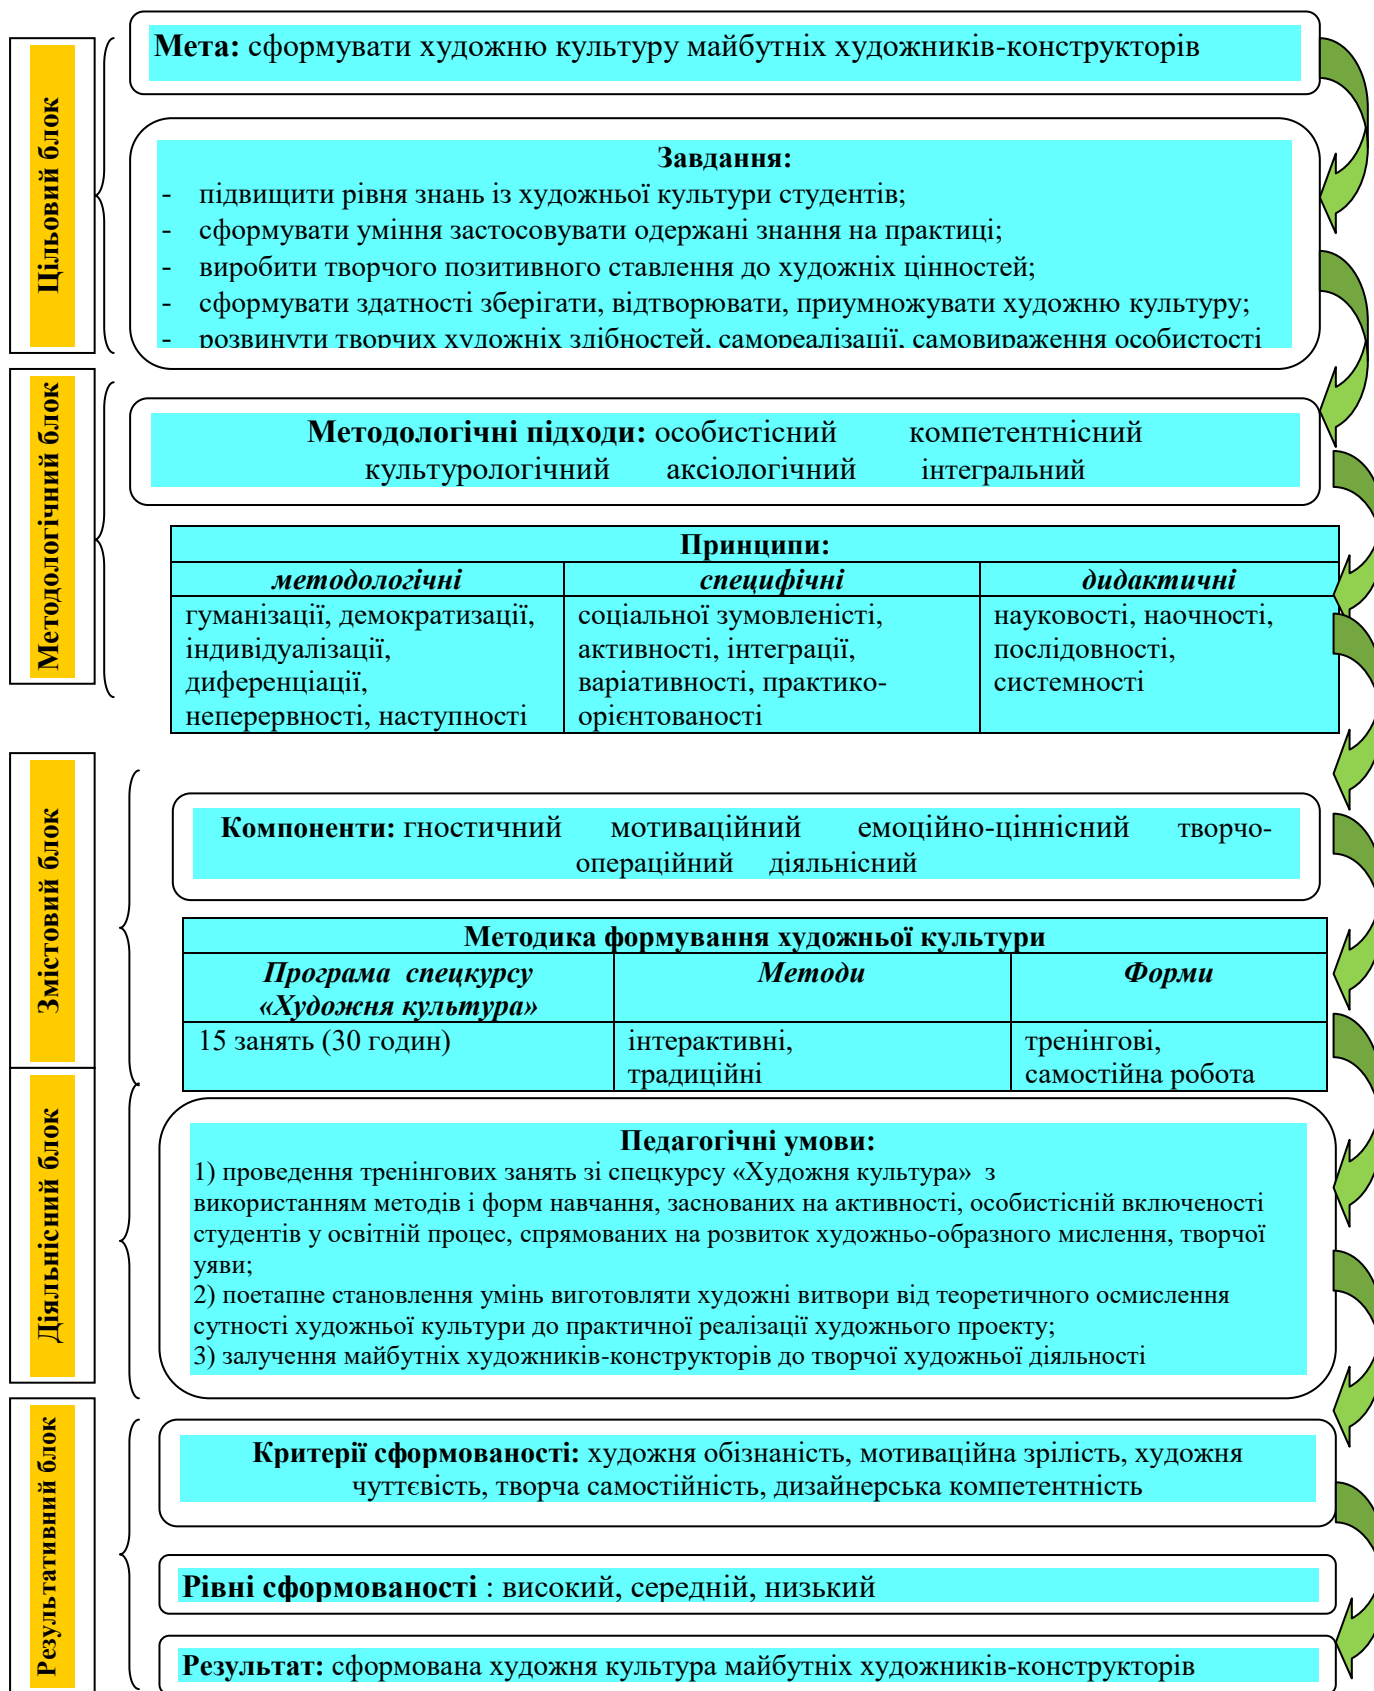 Цільовий блок
Мета: сформувати художню культуру майбутніх художників-конструкторів
Завдання:
- підвищити рівня знань із художньої культури студентів;
- сформувати уміння застосовувати одержані знання на практиці;
- виробити творчого позитивного ставлення до художніх цінностей;
- сформувати здатності зберігати, відтворювати, приумножувати художню культуру;
- розвинути творчих художніх здібностей, самореалізації, самовираження особистості
Методологічний блок
Методологічні підходи: особистісний компетентнісний
культурологічний аксіологічний інтегральний
Принципи:
методологічні специфічні дидактичні
гуманізації, демократизації, соціальної зумовленісті, науковості, наочності,
індивідуалізації, активності, інтеграції, послідовності,
диференціації, варіативності, практико- системності
неперервності, наступності орієнтованості
Змістовий блок
Компоненти: гностичний мотиваційний емоційно-ціннісний творчо-
операційний діяльнісний
Методика формування художньої культури
Програма спецкурсу Методи Форми
«Художня культура»
15 занять (30 годин) інтерактивні, тренінгові,
традиційні самостійна робота
Діяльнісний блок
Педагогічні умови:
1) проведення тренінгових занять зі спецкурсу «Художня культура» з
використанням методів і форм навчання, заснованих на активності, особистісній включеності
студентів у освітній процес, спрямованих на розвиток художньо-образного мислення, творчої
уяви;
2) поетапне становлення умінь виготовляти художні витвори від теоретичного осмислення
сутності художньої культури до практичної реалізації художнього проекту;
3) залучення майбутніх художників-конструкторів до творчої художньої діяльності
Результативний блок
Критерії сформованості: художня обізнаність, мотиваційна зрілість, художня
чуттєвість, творча самостійність, дизайнерська компетентність
Рівні сформованості : високий, середній, низький
Результат: сформована художня культура майбутніх художників-конструкторів